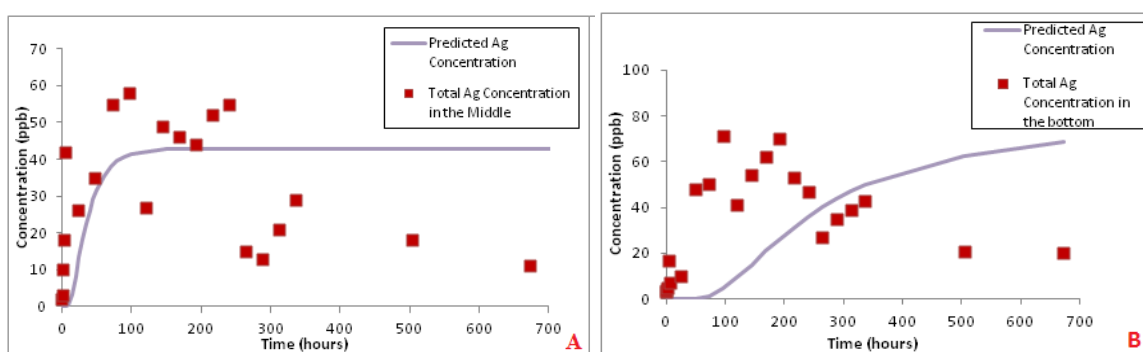 Predicted Ag
Concentration
Total Ag Concentration
in the Middle
70
60
50
40
30
20
10
0
Concentration (ppb)
0 100 200 300 400 500 600 700
Time (hours)
A
Predicted Ag
Concentration
Total Ag
Concentration in
the bottom
100
80
60
40
20
0
Concentration (ppb)
0 100 200 300 400 500 600 700
Time (hours)
B